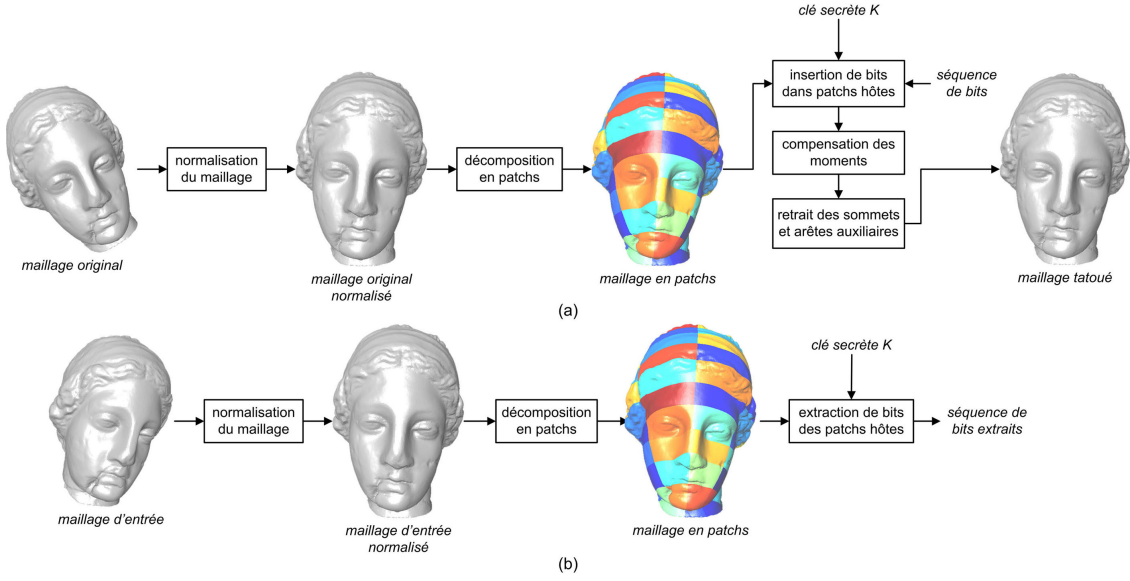 clé secrète K
insertion de bits
dans patchs hôtes
séquence
de bits
normalisation
du maillage
décomposition
en patchs
compensation des
moments
retrait des sommets
et arêtes auxiliaires
maillage original
maillage original
normalisé
maillage en patchs
maillage tatoué
(a)
clé secrète K
normalisation
du maillage
décomposition
en patchs
extraction de bits
des patchs hôtes
séquence de
bits extraits
maillage d'entrée
maillage d'entrée
normalisé
maillage en patchs
(b)